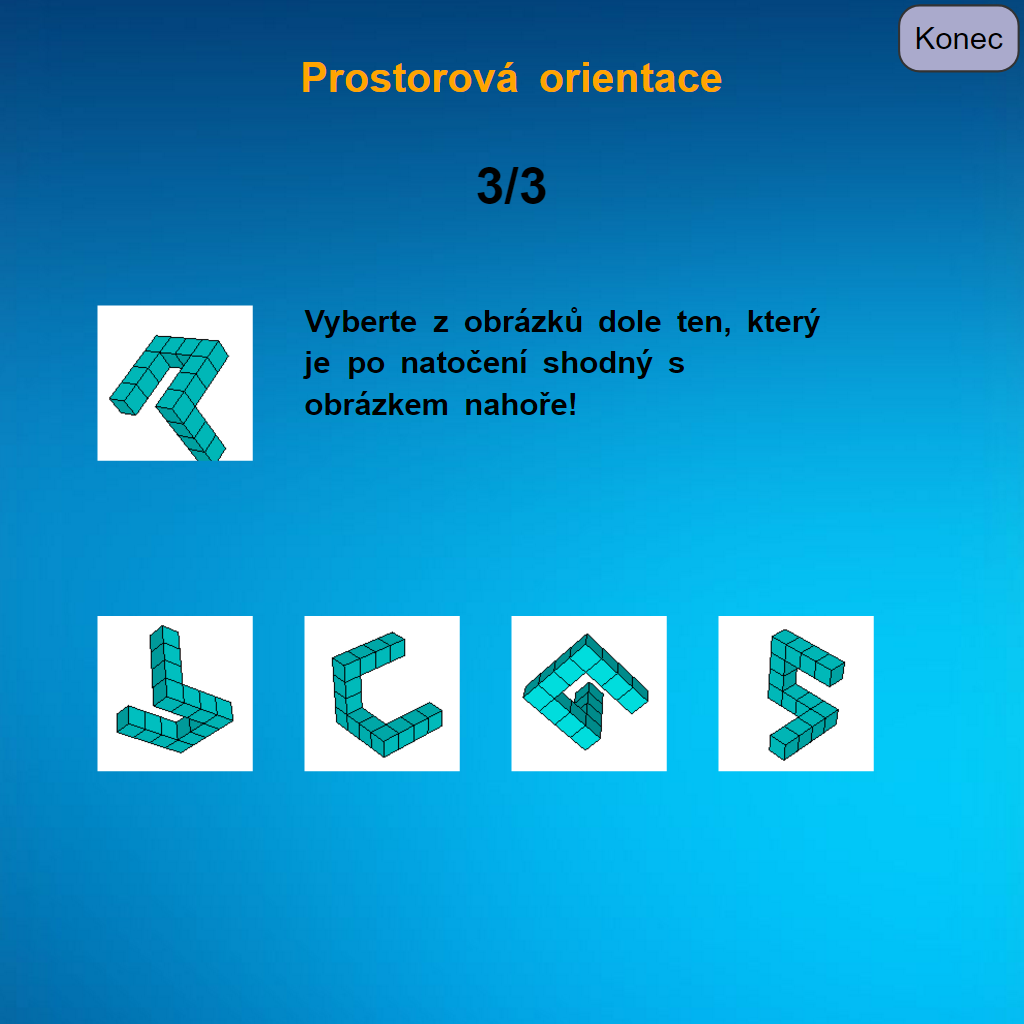 Konec
Prostorová orientace
3/3
Vyberte z obrázků dole ten, který
je po natočení shodný s
obrázkem nahoře!